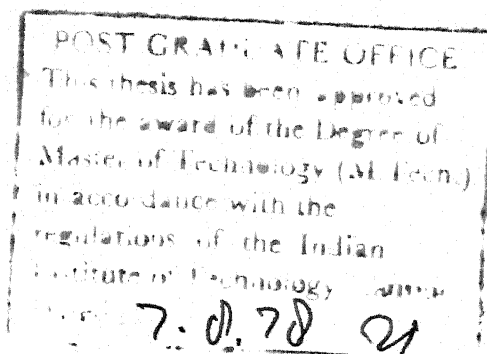 POST GRADUATE OFFICE
This thesis has been approved
for the award of the Degree of
Master of Technology (M.Tech.)
in accordance with the
regulations of the Indian
Institute of Technology
7.8.78